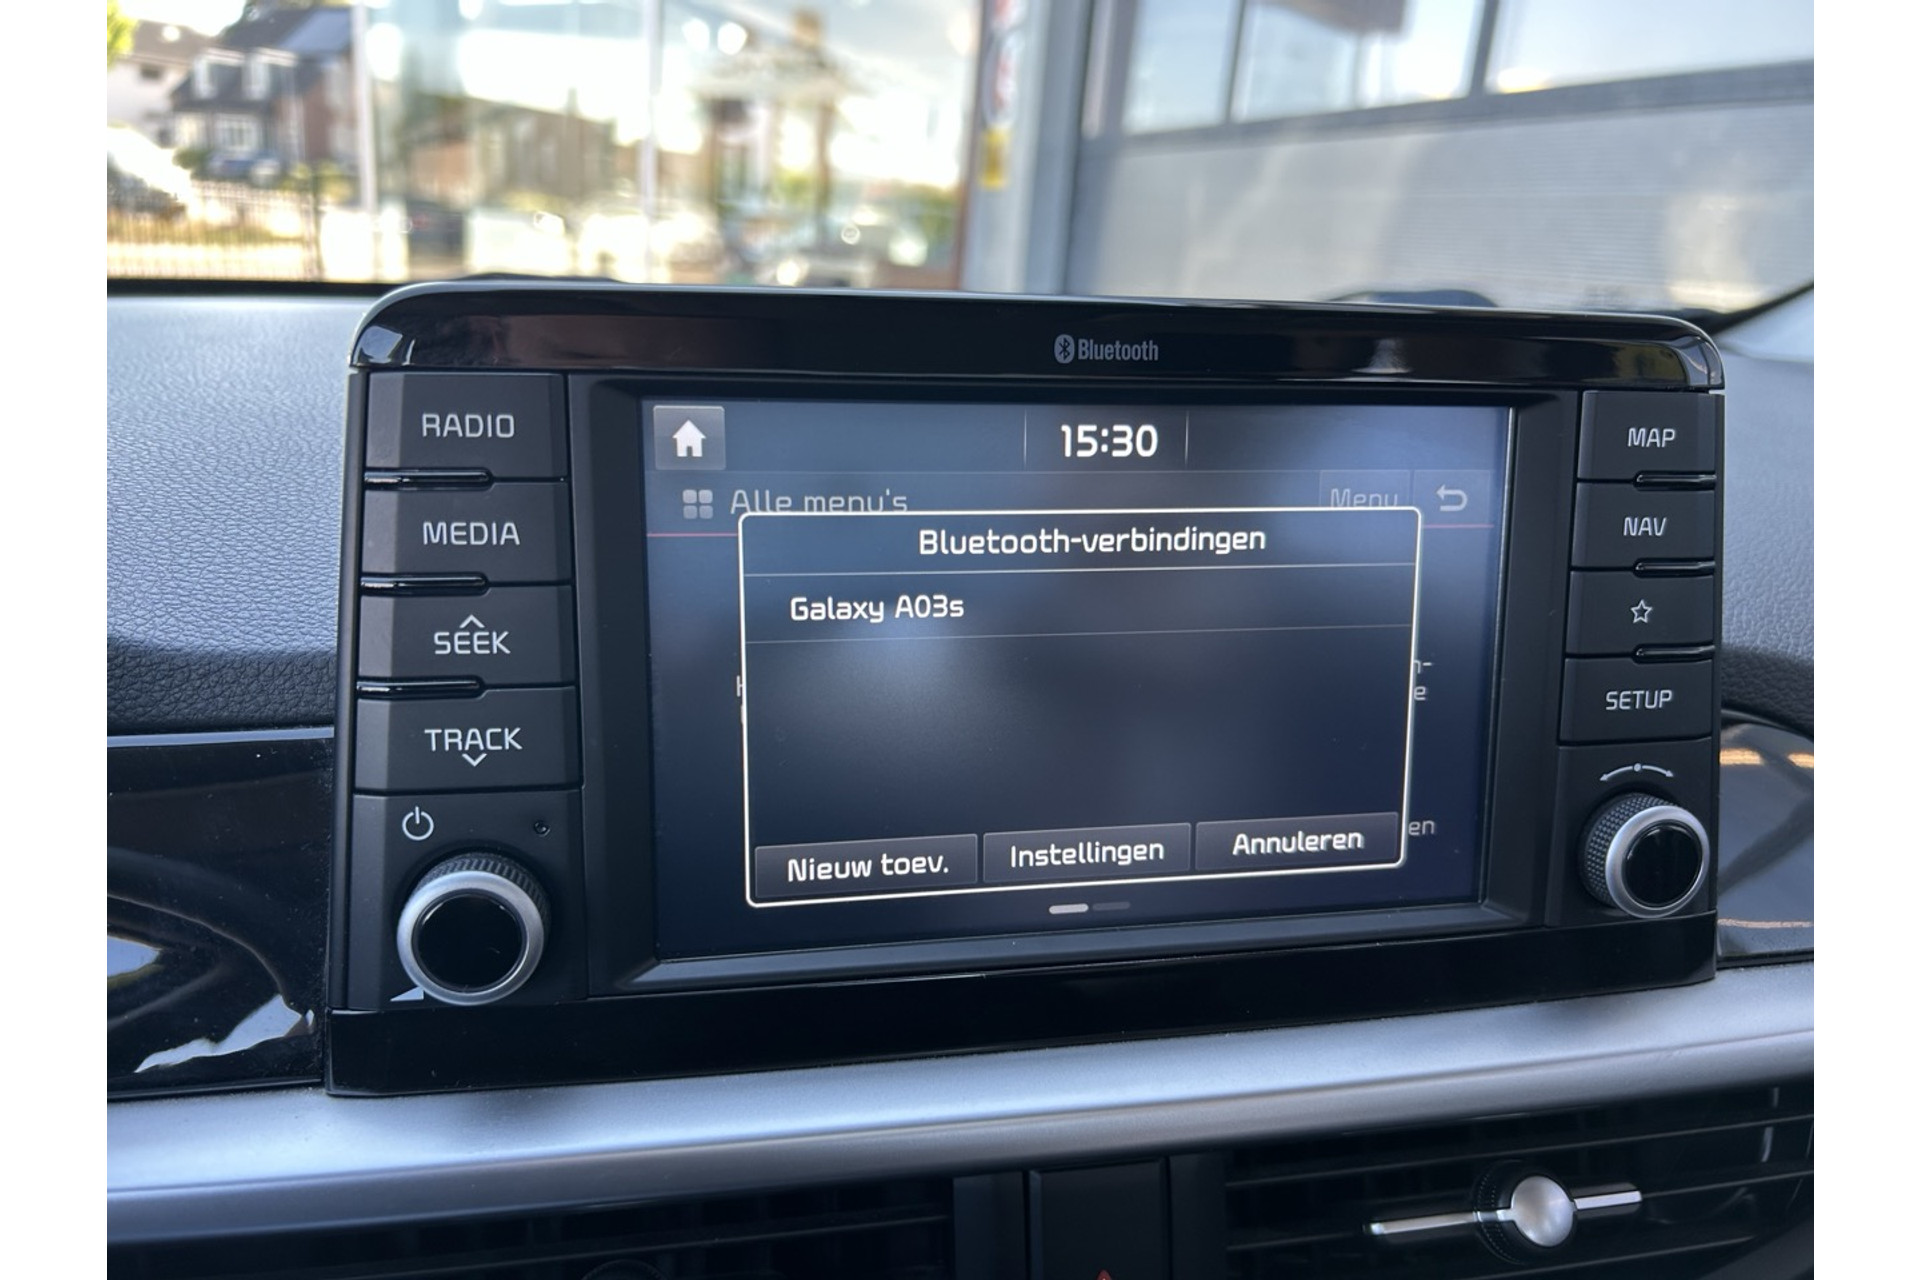 Bluetooth
RADIO
MEDIA
SEEK
TRACK
15:30
Alle menu's
Menu
Bluetooth-verbindingen
Galaxy A03s
Nieuw toev.
Instellingen
Annuleren
MAP
NAV
SETUP